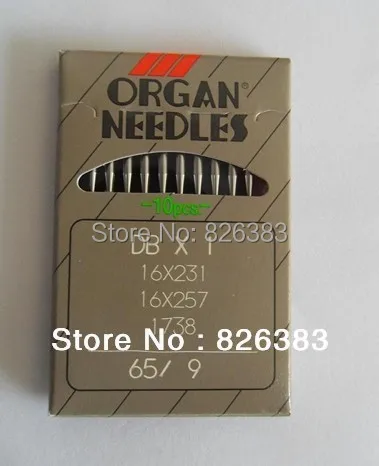 ORGAN®
NEEDLES
-10pcs-
Store No.: 826383
DB X 1
16X231
16X257
1738
Store No.: 826383
65/ 9